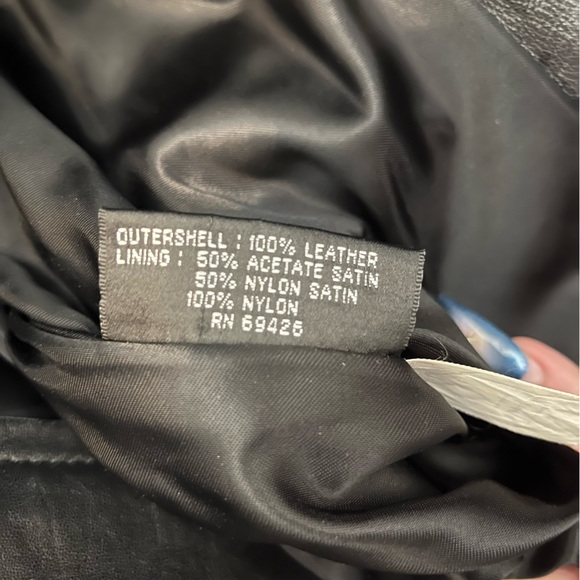 OUTERSHELL : 100% LEATHER
LINING : 50% ACETATE SATIN
50% NYLON SATIN
100% NYLON
RN 69426